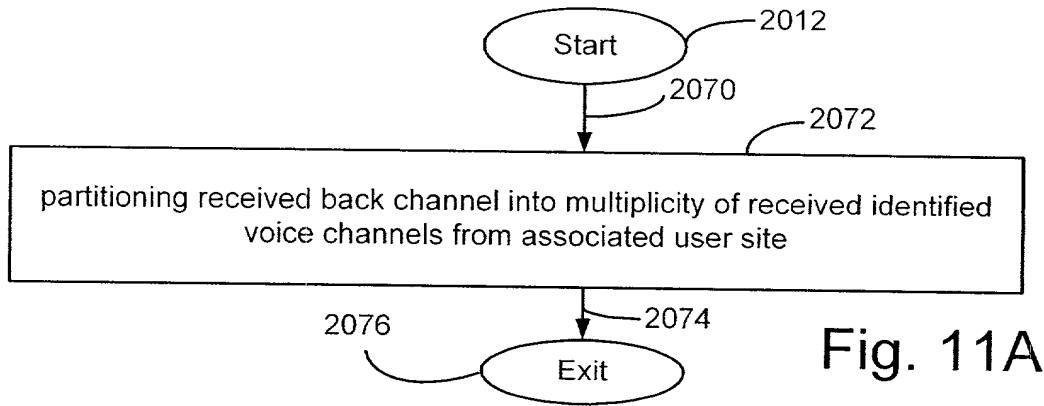 Start
2012
2070
2072
partitioning received back channel into multiplicity of received identified
voice channels from associated user site
2074
2076
Exit
Fig. 11A